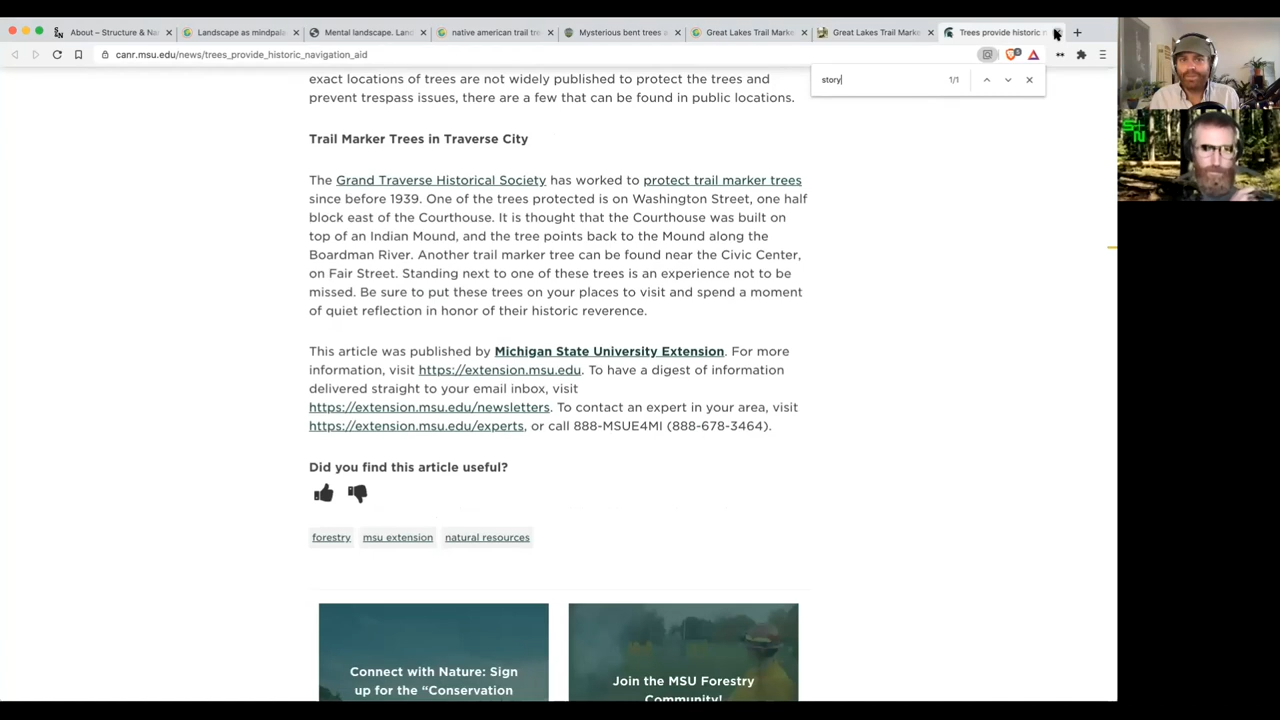 About – Structure & Na
Landscape as mindpala
Mental landscape. Land
native american trail tre
Mysterious bent trees a
Great Lakes Trail Marke
Great Lakes Trail Marke
Trees provide historic n
canr.msu.edu/news/trees_provide_historic_navigation_aid
story
1/1
exact locations of trees are not widely published to protect the trees and
prevent trespass issues, there are a few that can be found in public locations.
Trail Marker Trees in Traverse City
The Grand Traverse Historical Society has worked to protect trail marker trees
since before 1939. One of the trees protected is on Washington Street, one half
block east of the Courthouse. It is thought that the Courthouse was built on
top of an Indian Mound, and the tree points back to the Mound along the
Boardman River. Another trail marker tree can be found near the Civic Center,
on Fair Street. Standing next to one of these trees is an experience not to be
missed. Be sure to put these trees on your places to visit and spend a moment
of quiet reflection in honor of their historic reverence.
This article was published by Michigan State University Extension. For more
information, visit https://extension.msu.edu. To have a digest of information
delivered straight to your email inbox, visit
https://extension.msu.edu/newsletters. To contact an expert in your area, visit
https://extension.msu.edu/experts, or call 888-MSUE4MI (888-678-3464).
Did you find this article useful?
forestry
msu extension
natural resources
Connect with Nature: Sign
up for the “Conservation
Join the MSU Forestry
Community!
S+N